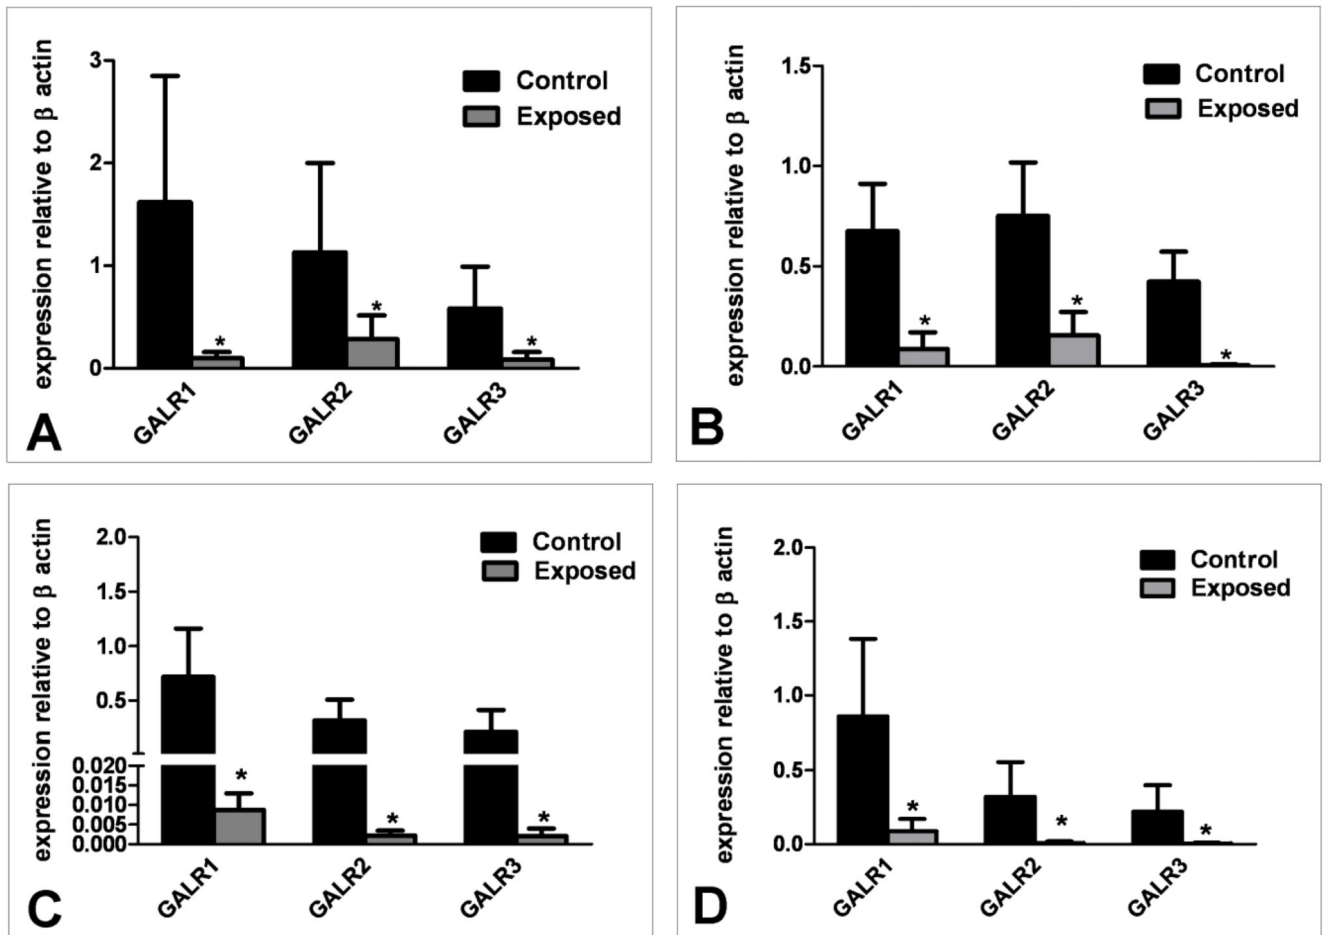 expression relative to β actin
3
2
1
0
Control
Exposed
*
*
*
GALR1
GALR2
GALR3
A
expression relative to β actin
1.5
1.0
0.5
0.0
Control
Exposed
*
*
*
GALR1
GALR2
GALR3
B
expression relative to β actin
2.0
1.5
1.0
0.5
0.020
0.015
0.010
0.005
0.000
Control
Exposed
*
*
*
GALR1
GALR2
GALR3
C
expression relative to β actin
2.0
1.5
1.0
0.5
0.0
Control
Exposed
*
*
*
GALR1
GALR2
GALR3
D